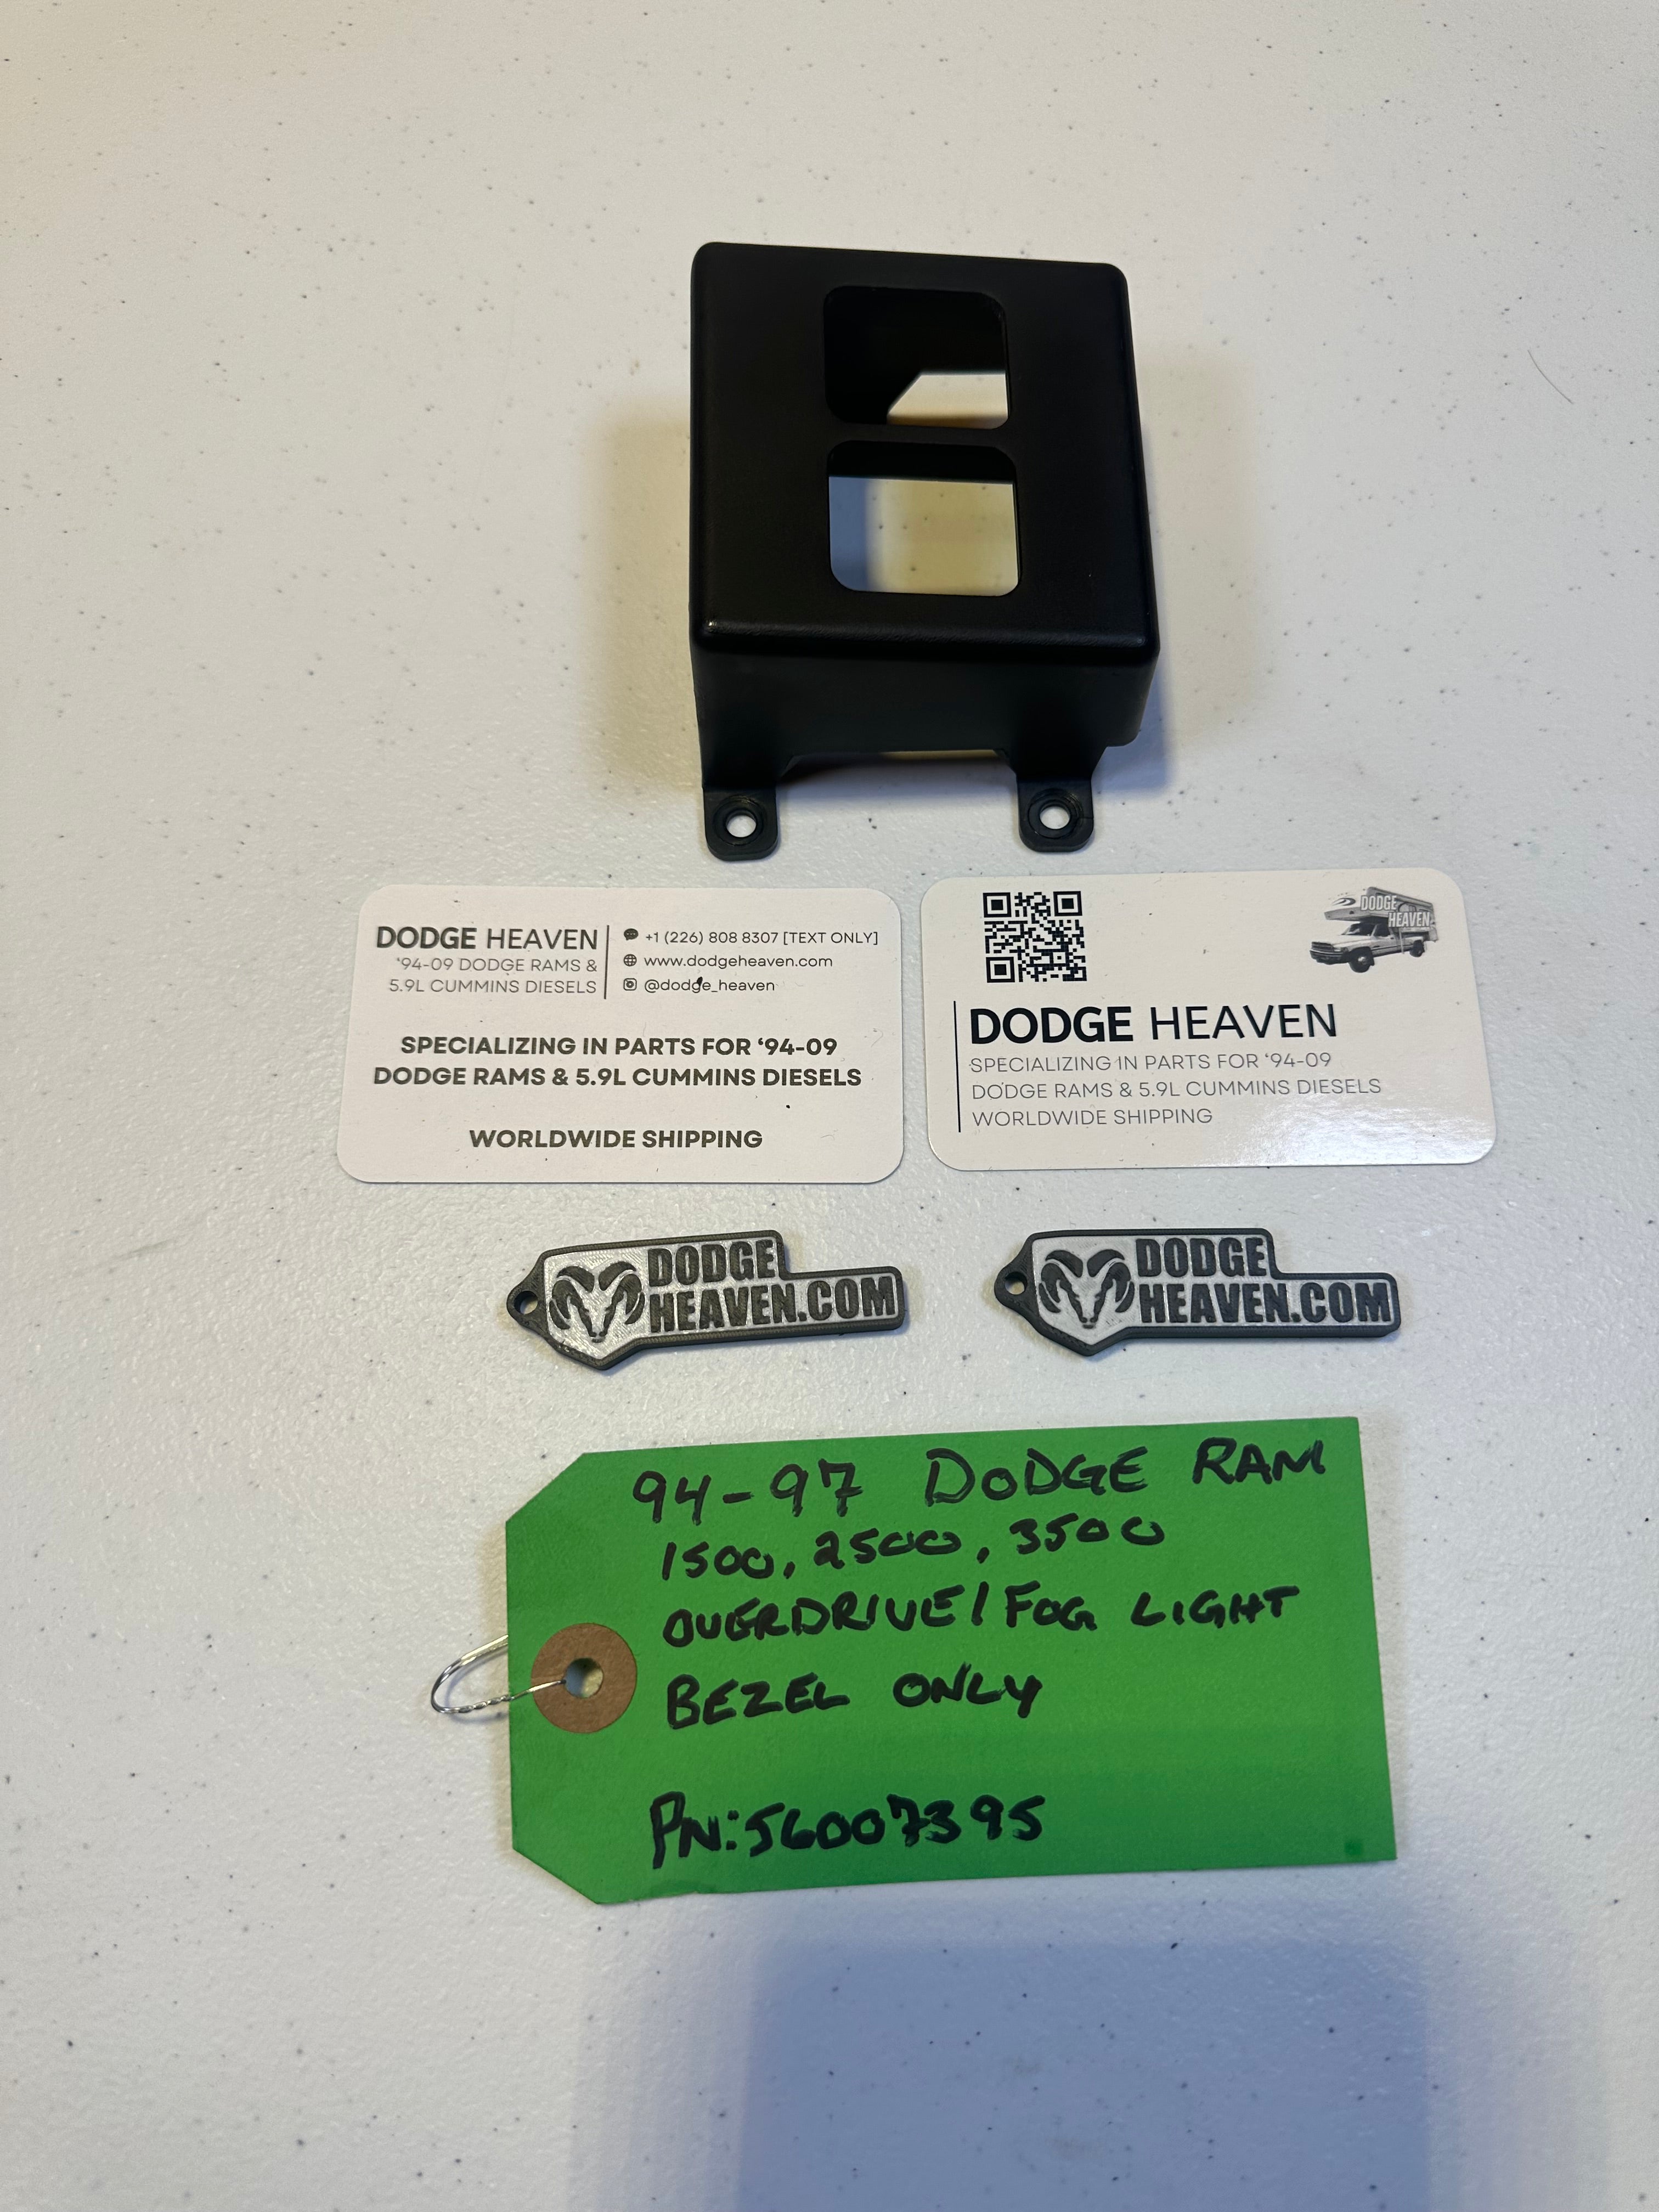 DODGE HEAVEN
'94-09 DODGE RAMS &
5.9L CUMMINS DIESELS
+1 (226) 808 8307 [TEXT ONLY]
www.dodgeheaven.com
@dodge_heaven
SPECIALIZING IN PARTS FOR '94-09
DODGE RAMS & 5.9L CUMMINS DIESELS
WORLDWIDE SHIPPING
DODGE
HEAVEN
DODGE HEAVEN
SPECIALIZING IN PARTS FOR '94-09
DODGE RAMS & 5.9L CUMMINS DIESELS
WORLDWIDE SHIPPING
DODGE
HEAVEN.COM
DODGE
HEAVEN.COM
94-97 DODGE RAM
1500, 2500, 3500
OVERDRIVE/FOG LIGHT
BEZEL ONLY
PN:56007395